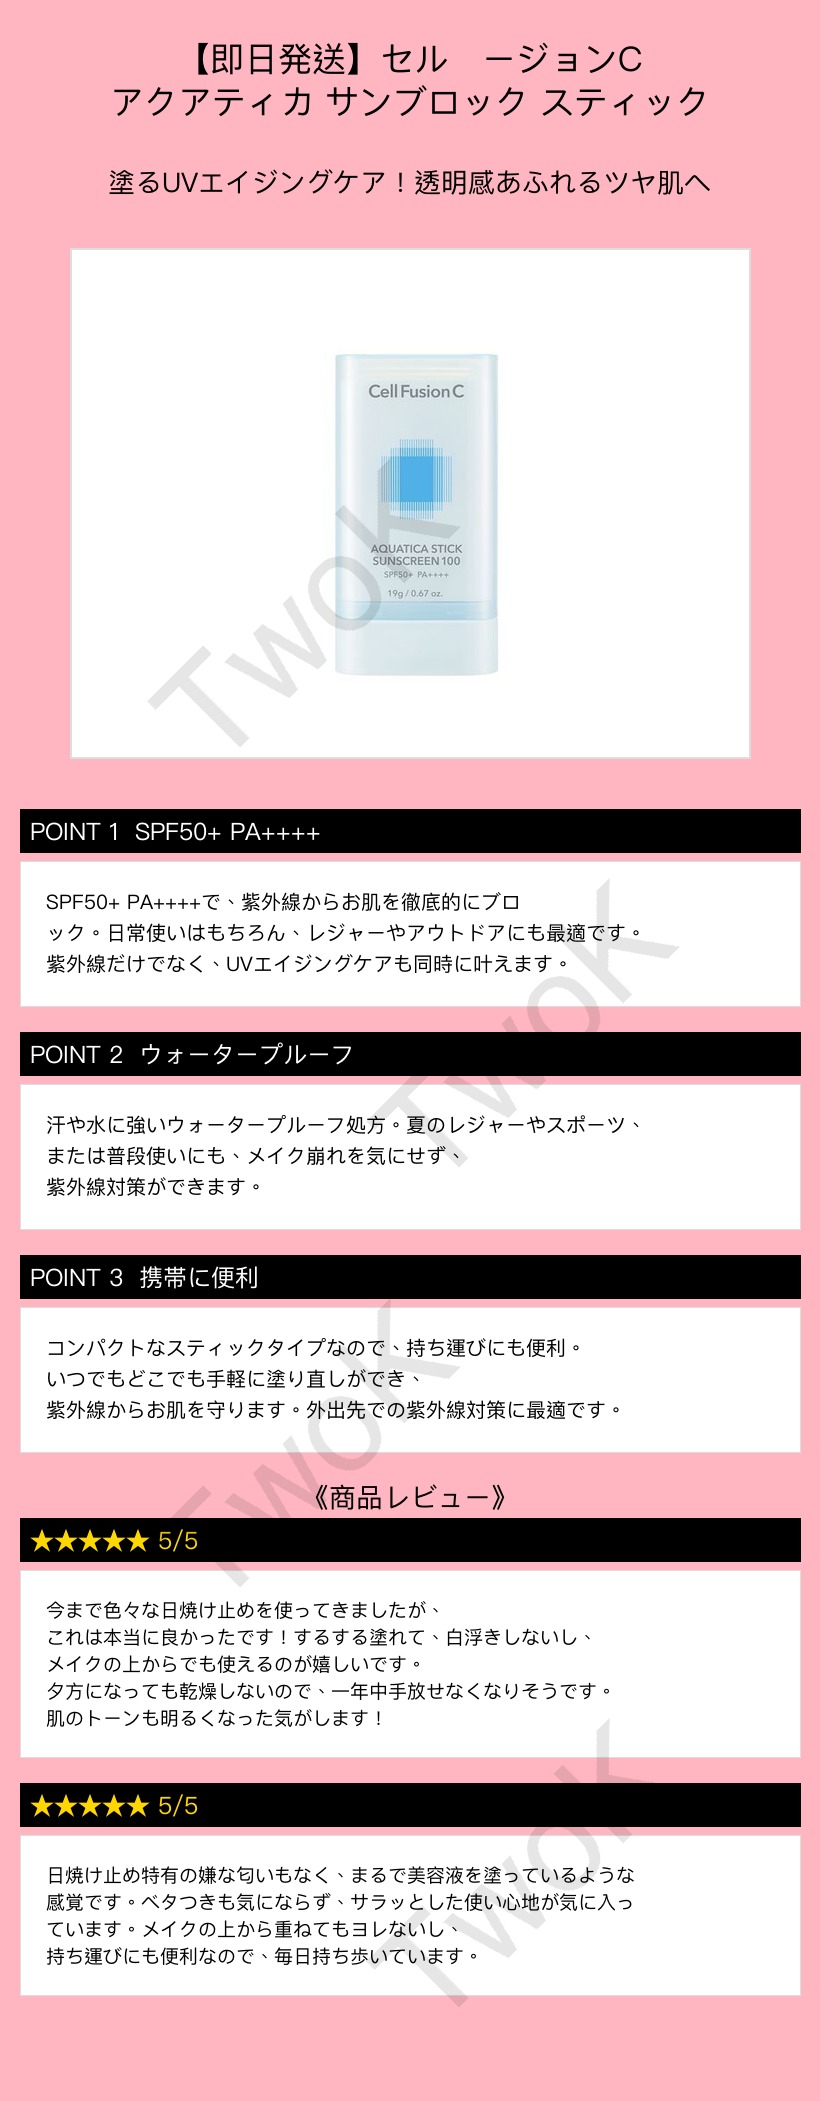 【即日発送】セル　ージョンC
アクアティカ サンブロック スティック
塗るUVエイジングケア！透明感あふれるツヤ肌へ
Cell Fusion C
AQUATICA STICK
SUNSCREEN 100
SPF50+ PA++++
19g / 0.67 oz.
TwoK
POINT 1 SPF50+ PA++++
SPF50+ PA++++で、紫外線からお肌を徹底的にブロ
ック。日常使いはもちろん、レジャーやアウトドアにも最適です。
紫外線だけでなく、UVエイジングケアも同時に叶えます。
TwoK
POINT 2 ウォータープルーフ
汗や水に強いウォータープルーフ処方。夏のレジャーやスポーツ、
または普段使いにも、メイク崩れを気にせず、
紫外線対策ができます。
POINT 3 携帯に便利
コンパクトなスティックタイプなので、持ち運びにも便利。
いつでもどこでも手軽に塗り直しができ、
紫外線からお肌を守ります。外出先での紫外線対策に最適です。
TwoK
《商品レビュー》
★★★★★ 5/5
今まで色々な日焼け止めを使ってきましたが、
これは本当に良かったです！するする塗れて、白浮きしないし、
メイクの上からでも使えるのが嬉しいです。
夕方になっても乾燥しないので、一年中手放せなくなりそうです。
肌のトーンも明るくなった気がします！
★★★★★ 5/5
日焼け止め特有の嫌な匂いもなく、まるで美容液を塗っているような
感覚です。ベタつきも気にならず、サラッとした使い心地が気に入っ
ています。メイクの上から重ねてもヨレないし、
持ち運びにも便利なので、毎日持ち歩いています。
TwoK